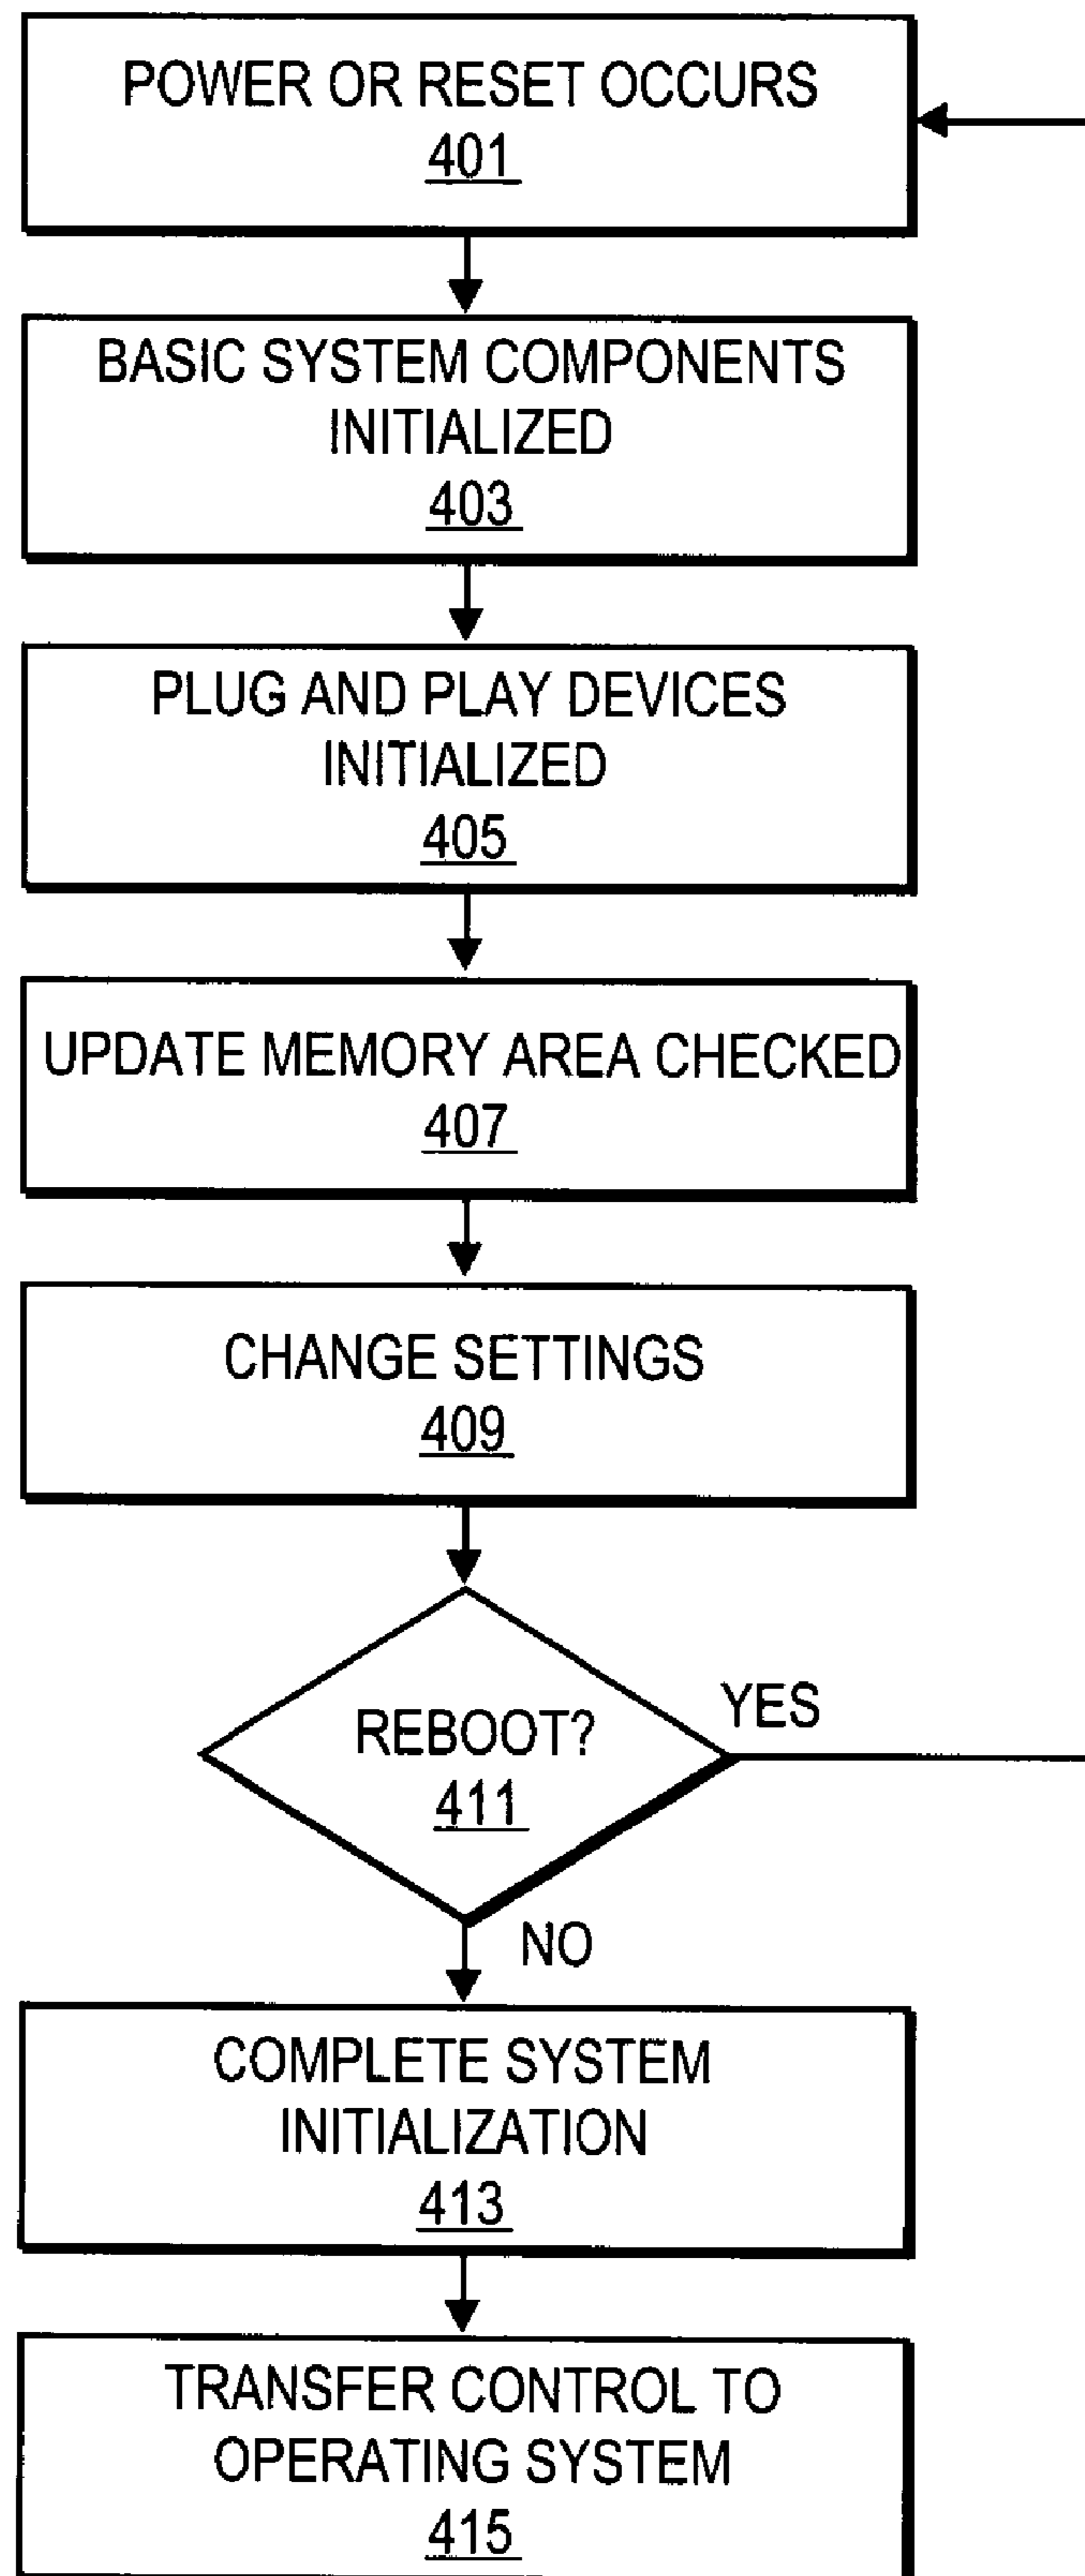 POWER OR RESET OCCURS
401
BASIC SYSTEM COMPONENTS
INITIALIZED
403
PLUG AND PLAY DEVICES
INITIALIZED
405
UPDATE MEMORY AREA CHECKED
407
CHANGE SETTINGS
409
REBOOT?
411
YES
NO
COMPLETE SYSTEM
INITIALIZATION
413
TRANSFER CONTROL TO
OPERATING SYSTEM
415